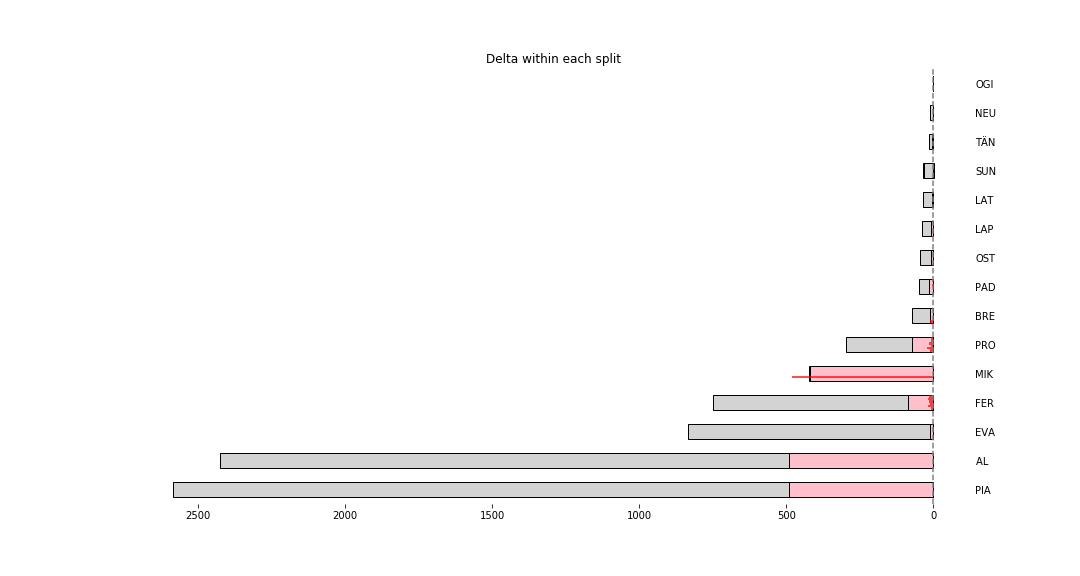 Delta within each split
OGI
NEU
TÄN
SUN
LAT
LAP
OST
PAD
BRE
PRO
MIK
FER
EVA
AL
PIA
2500 2000 1500 1000 500 0